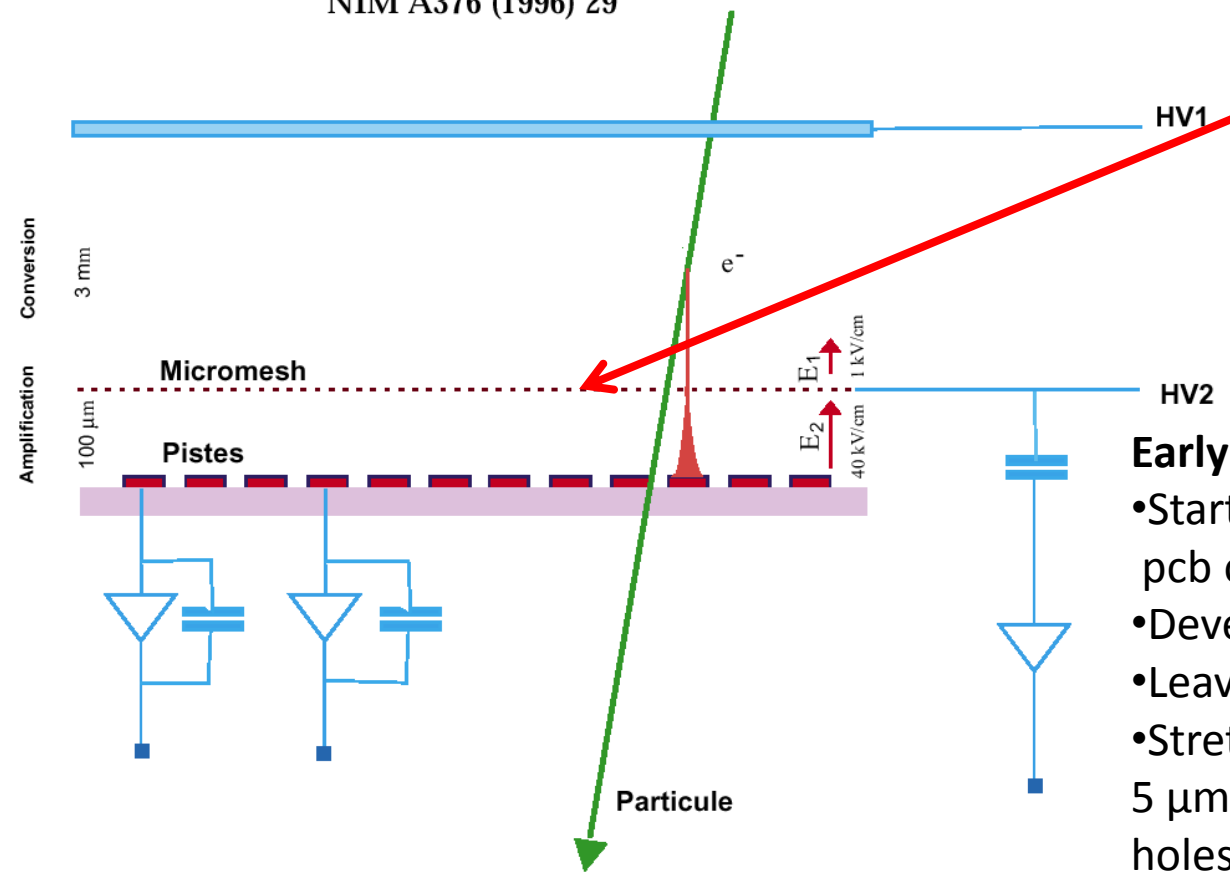 NIM A376 (1996) 29
HV1
Conversion
3 mm
e-
Micromesh
E1
1 kV/cm
HV2
Amplification
100 µm
Pistes
E2
40 kV/cm
Early
•Start
pcb
•Deve
•Leav
•Stret
5 µm
holes
Particule